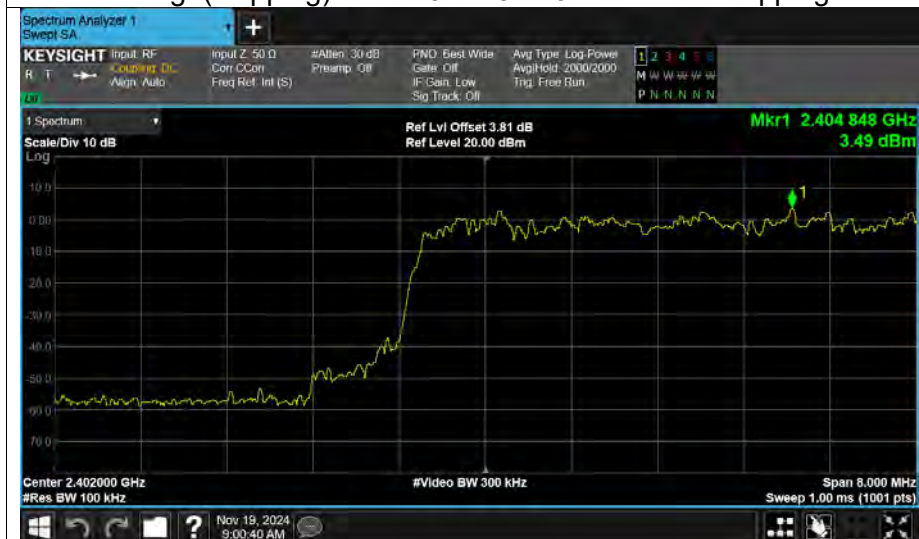 Spectrum Analyzer 1
Swept SA
+
KEYSIGHT Input: RF
R T
Coupling: DC
Align: Auto
Input Z: 50 Ω
Corr CCorr
Freq Ref: Int (S)
#Atten: 30 dB
Preamp: Off
PNO: Best Wide
Gate: Off
IF Gain: Low
Sig Track: Off
Avg Type: Log-Power
Avg|Hold: 2000/2000
Trig: Free Run
1 2 3 4 5 6
M W W W W W
P N N N N N
1 Spectrum
Scale/Div 10 dB
Log
Ref Lvl Offset 3.81 dB
Ref Level 20.00 dBm
Mkr1 2.404 848 GHz
3.49 dBm
1
10.0
0.00
-10.0
-20.0
-30.0
-40.0
-50.0
-60.0
-70.0
Center 2.402000 GHz
#Res BW 100 kHz
#Video BW 300 kHz
Span 8.000 MHz
Sweep 1.00 ms (1001 pts)
?
Nov 19, 2024
9:00:40 AM